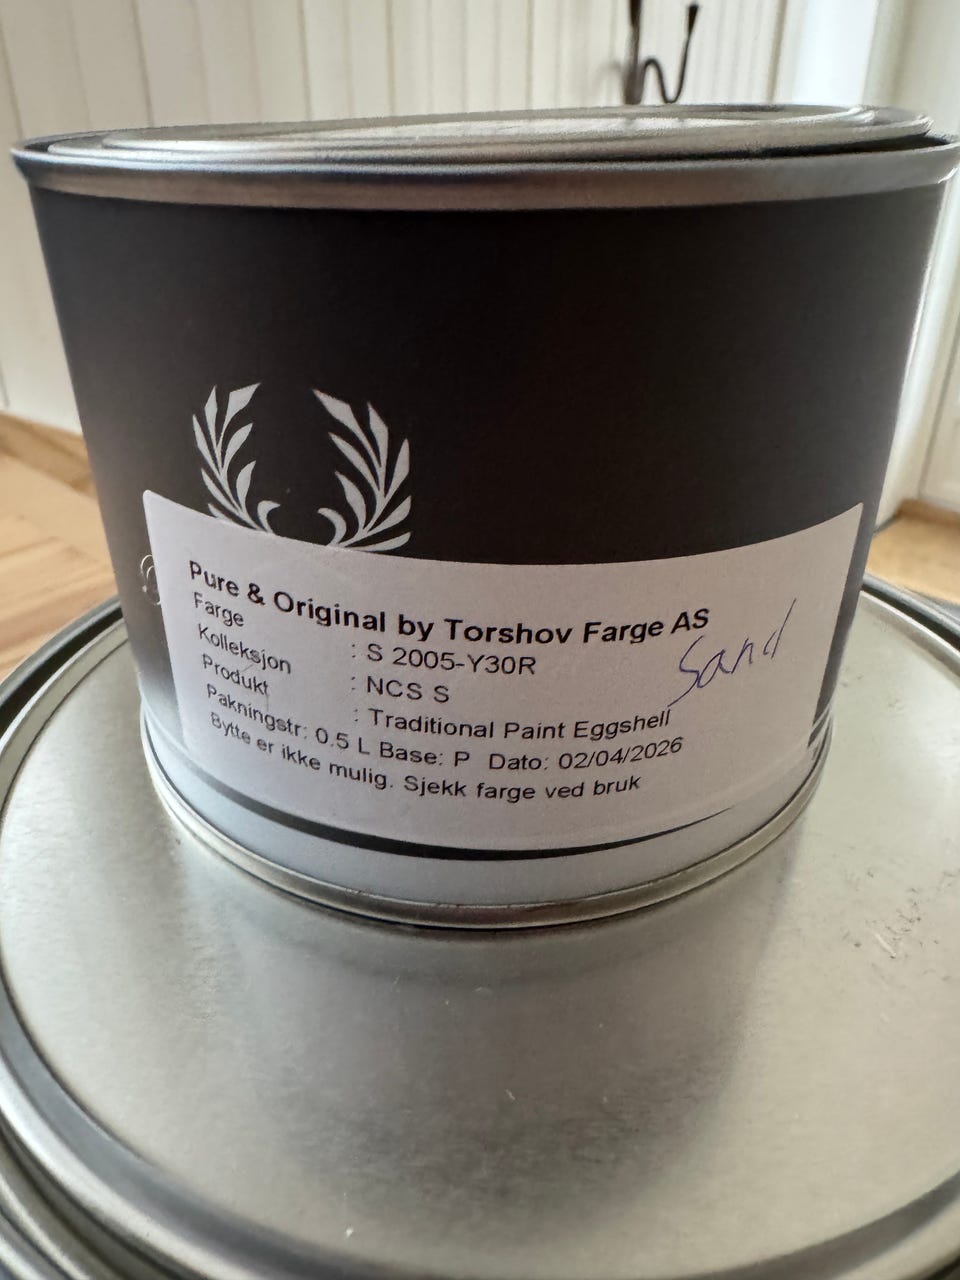 Pure & Original by Torshov Farge AS
Farge : S 2005-Y30R
Sand
Kolleksjon : NCS S
Produkt : Traditional Paint Eggshell
Pakningstr: 0.5 L Base: P Dato: 02/04/2026
Bytte er ikke mulig. Sjekk farge ved bruk